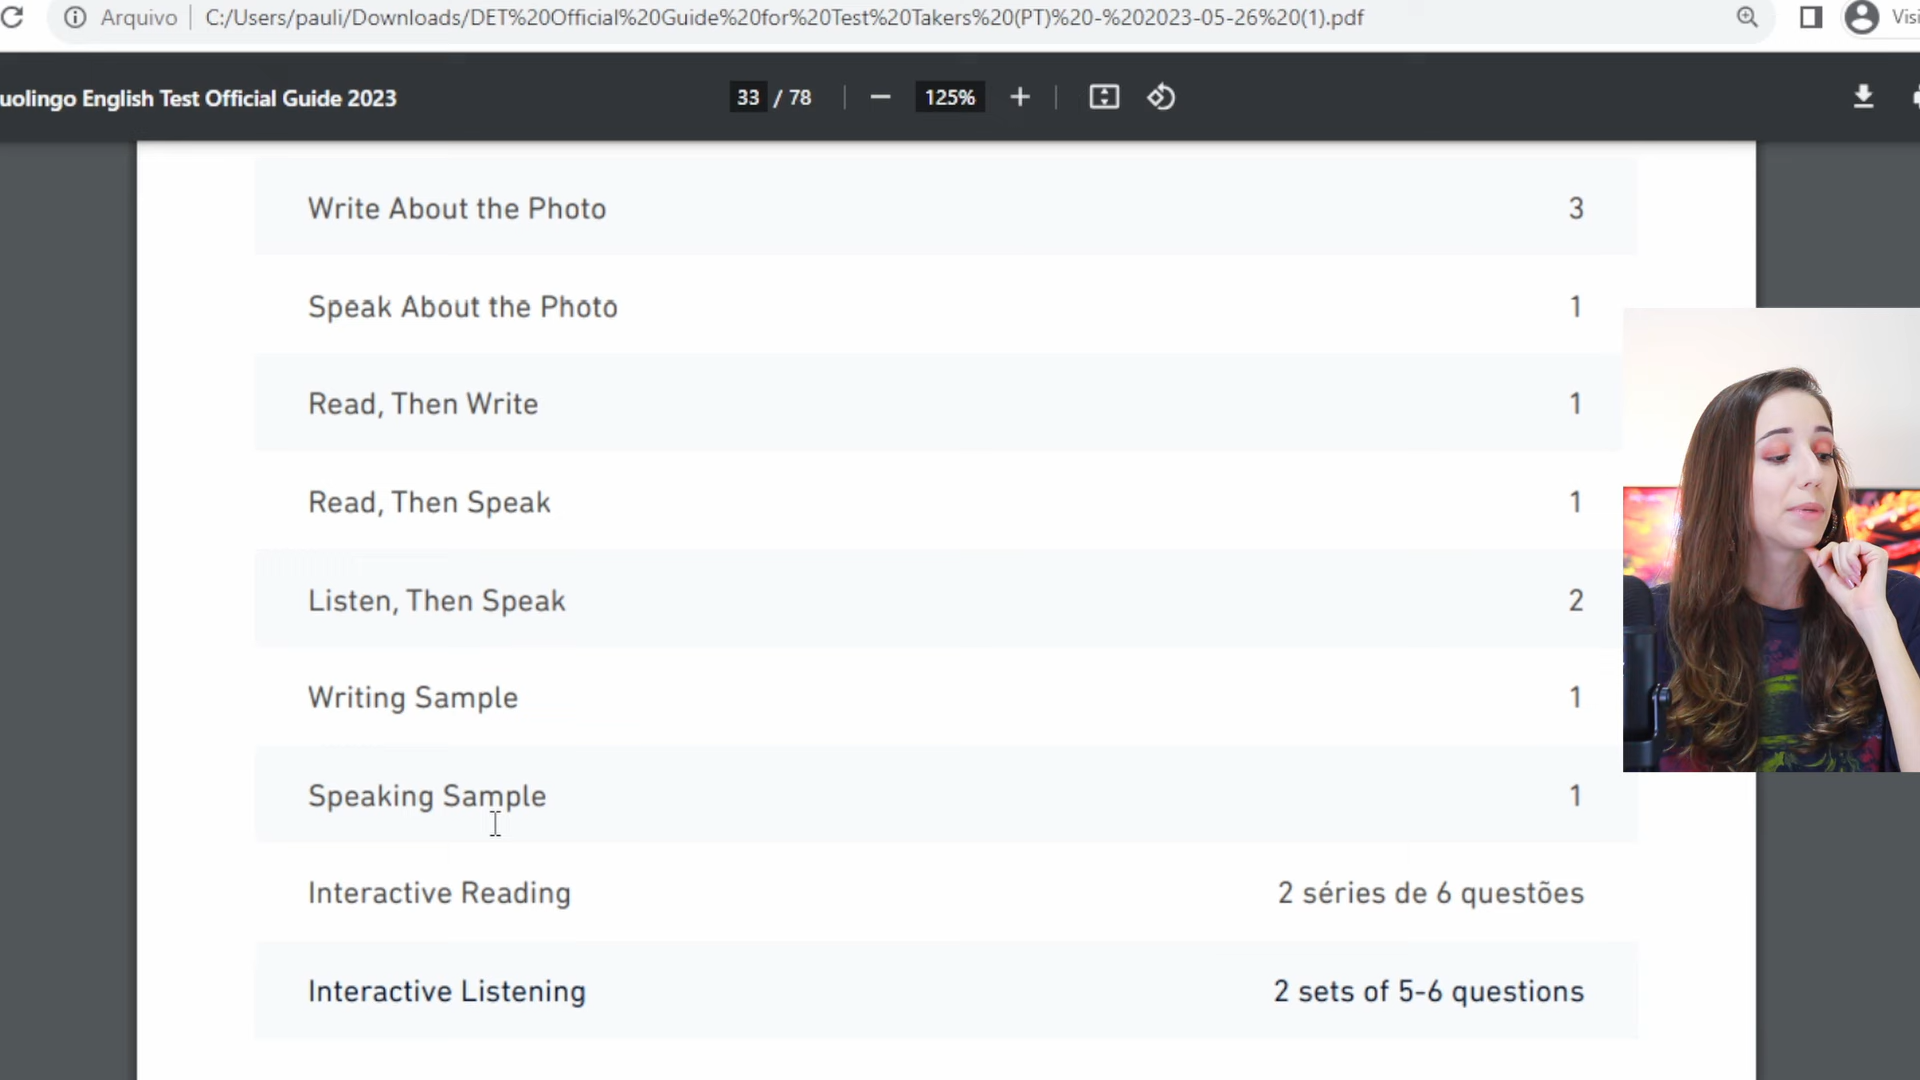 Arquivo C:/Users/pauli/Downloads/DET%20Official%20Guide%20for%20Test%20Takers%20(PT)%20-%202023-05-26%20(1).pdf Visi
uolingo English Test Official Guide 2023 33 / 78 125%
Write About the Photo 3
Speak About the Photo 1
Read, Then Write 1
Read, Then Speak 1
Listen, Then Speak 2
Writing Sample 1
Speaking Sample 1
Interactive Reading 2 séries de 6 questões
Interactive Listening 2 sets of 5-6 questions